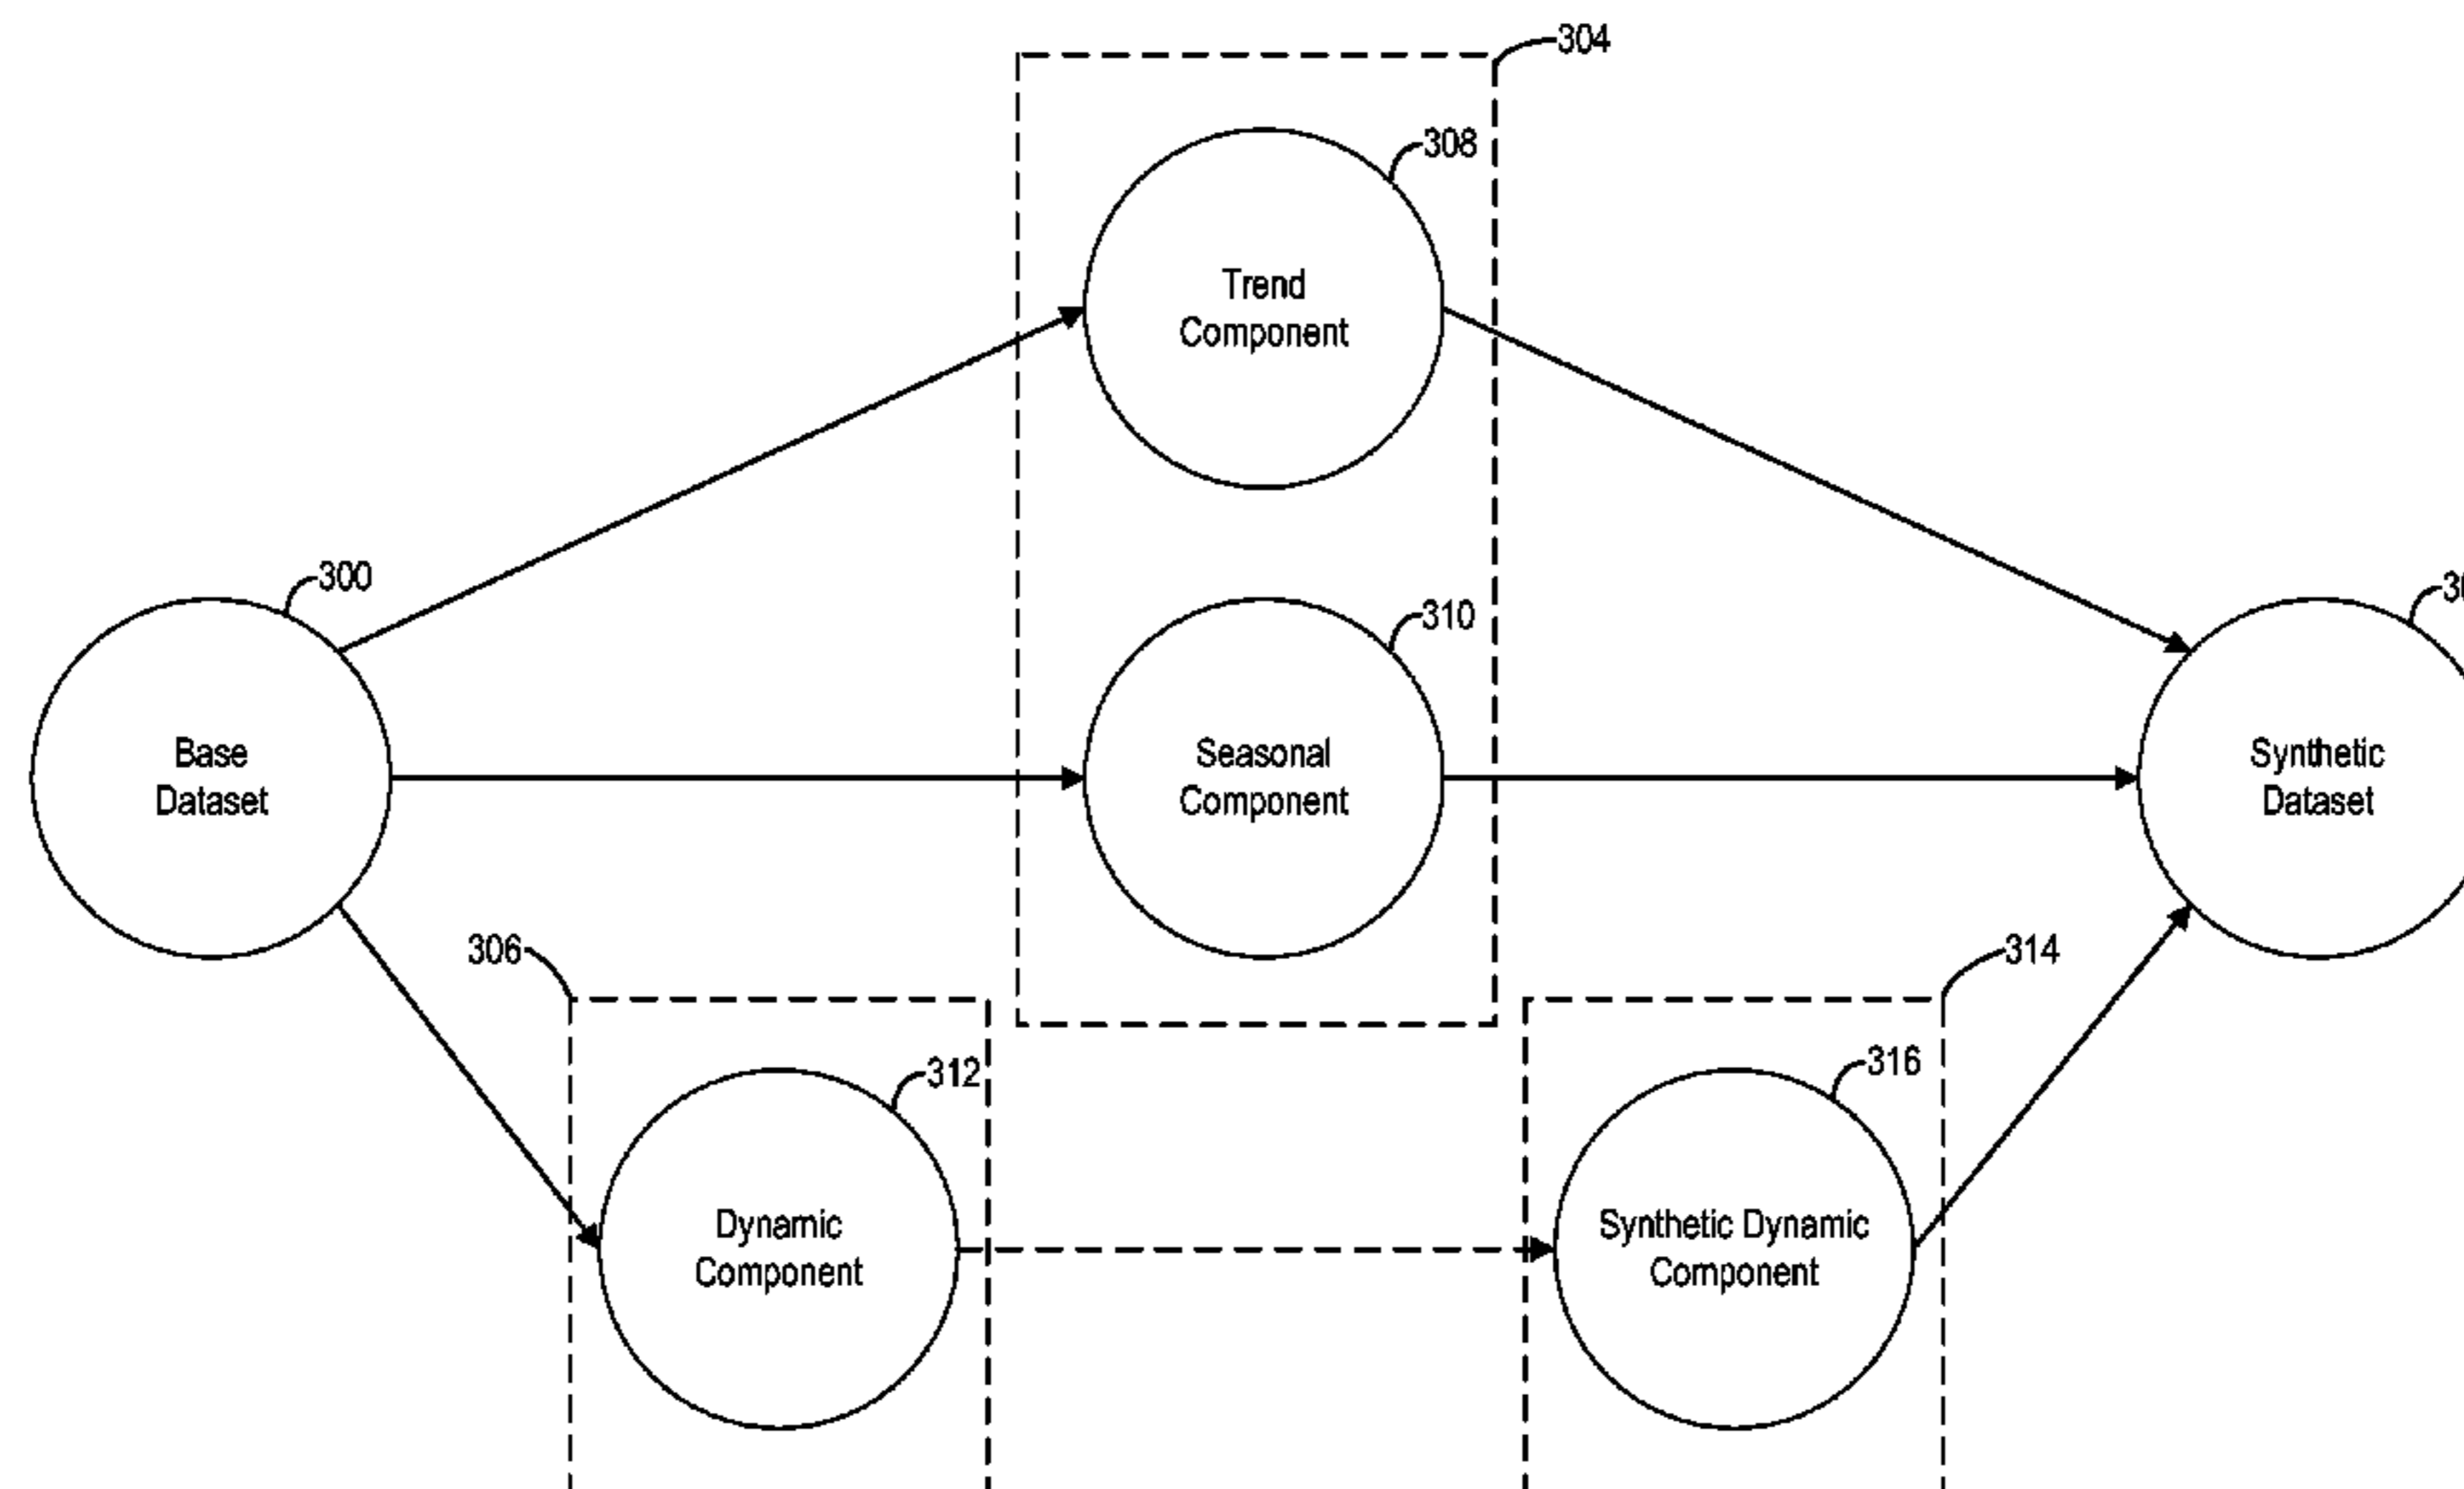 304
308
Trend
Component
300
310
Base
Dataset
Seasonal
Component
Synthetic
Dataset
306
314
312
316
Dynamic
Component
Synthetic Dynamic
Component